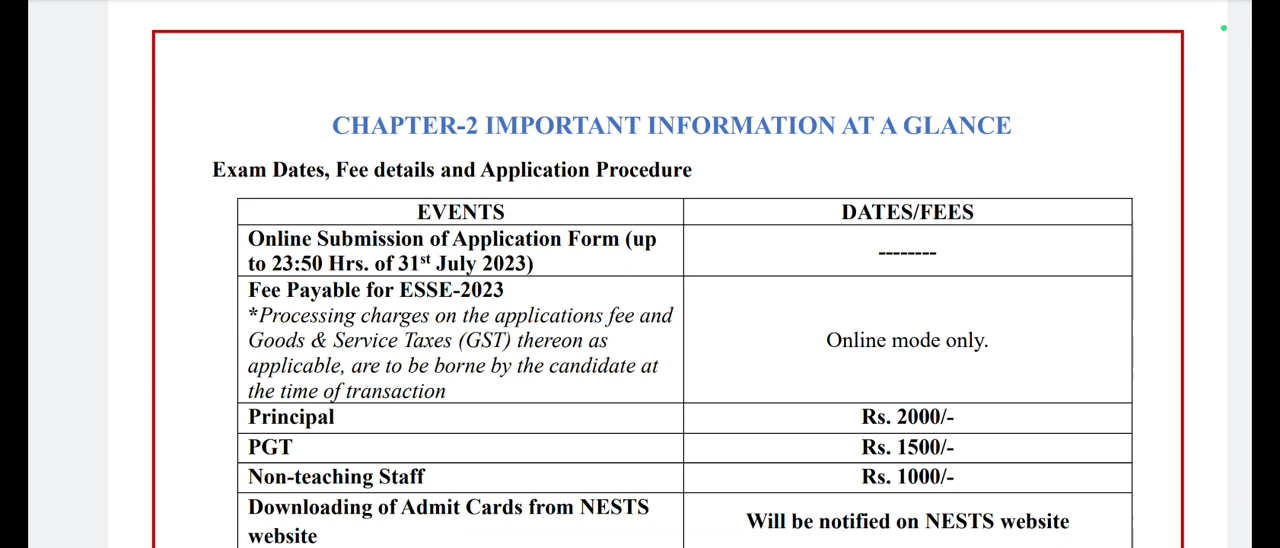 CHAPTER-2 IMPORTANT INFORMATION AT A GLANCE
Exam Dates, Fee details and Application Procedure
EVENTS DATES/FEES
Online Submission of Application Form (up
to 23:50 Hrs. of 31st July 2023)
--------
Fee Payable for ESSE-2023
*Processing charges on the applications fee and
Goods & Service Taxes (GST) thereon as
applicable, are to be borne by the candidate at
the time of transaction
Online mode only.
Principal Rs. 2000/-
PGT Rs. 1500/-
Non-teaching Staff Rs. 1000/-
Downloading of Admit Cards from NESTS
website
Will be notified on NESTS website